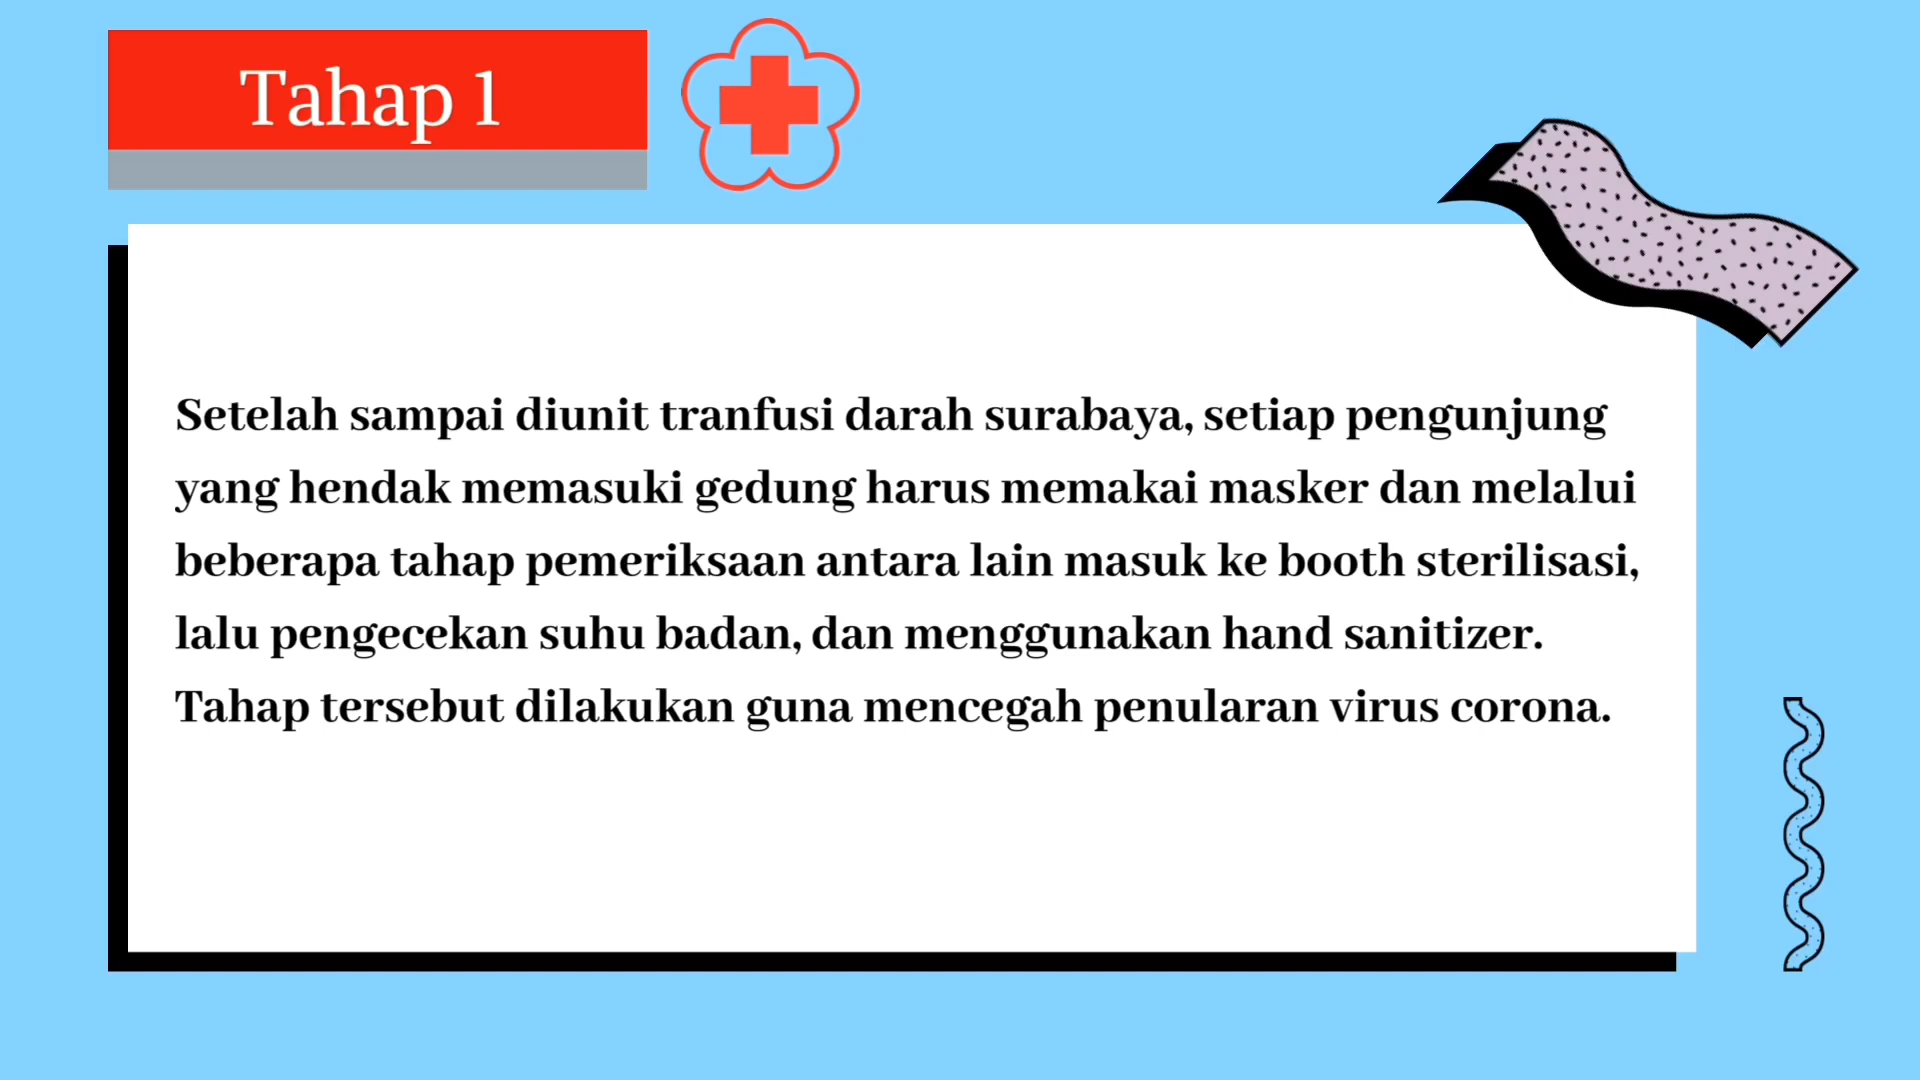 Tahap 1
Setelah sampai diunit tranfusi darah surabaya, setiap pengunjung
yang hendak memasuki gedung harus memakai masker dan melalui
beberapa tahap pemeriksaan antara lain masuk ke booth sterilisasi,
lalu pengecekan suhu badan, dan menggunakan hand sanitizer.
Tahap tersebut dilakukan guna mencegah penularan virus corona.